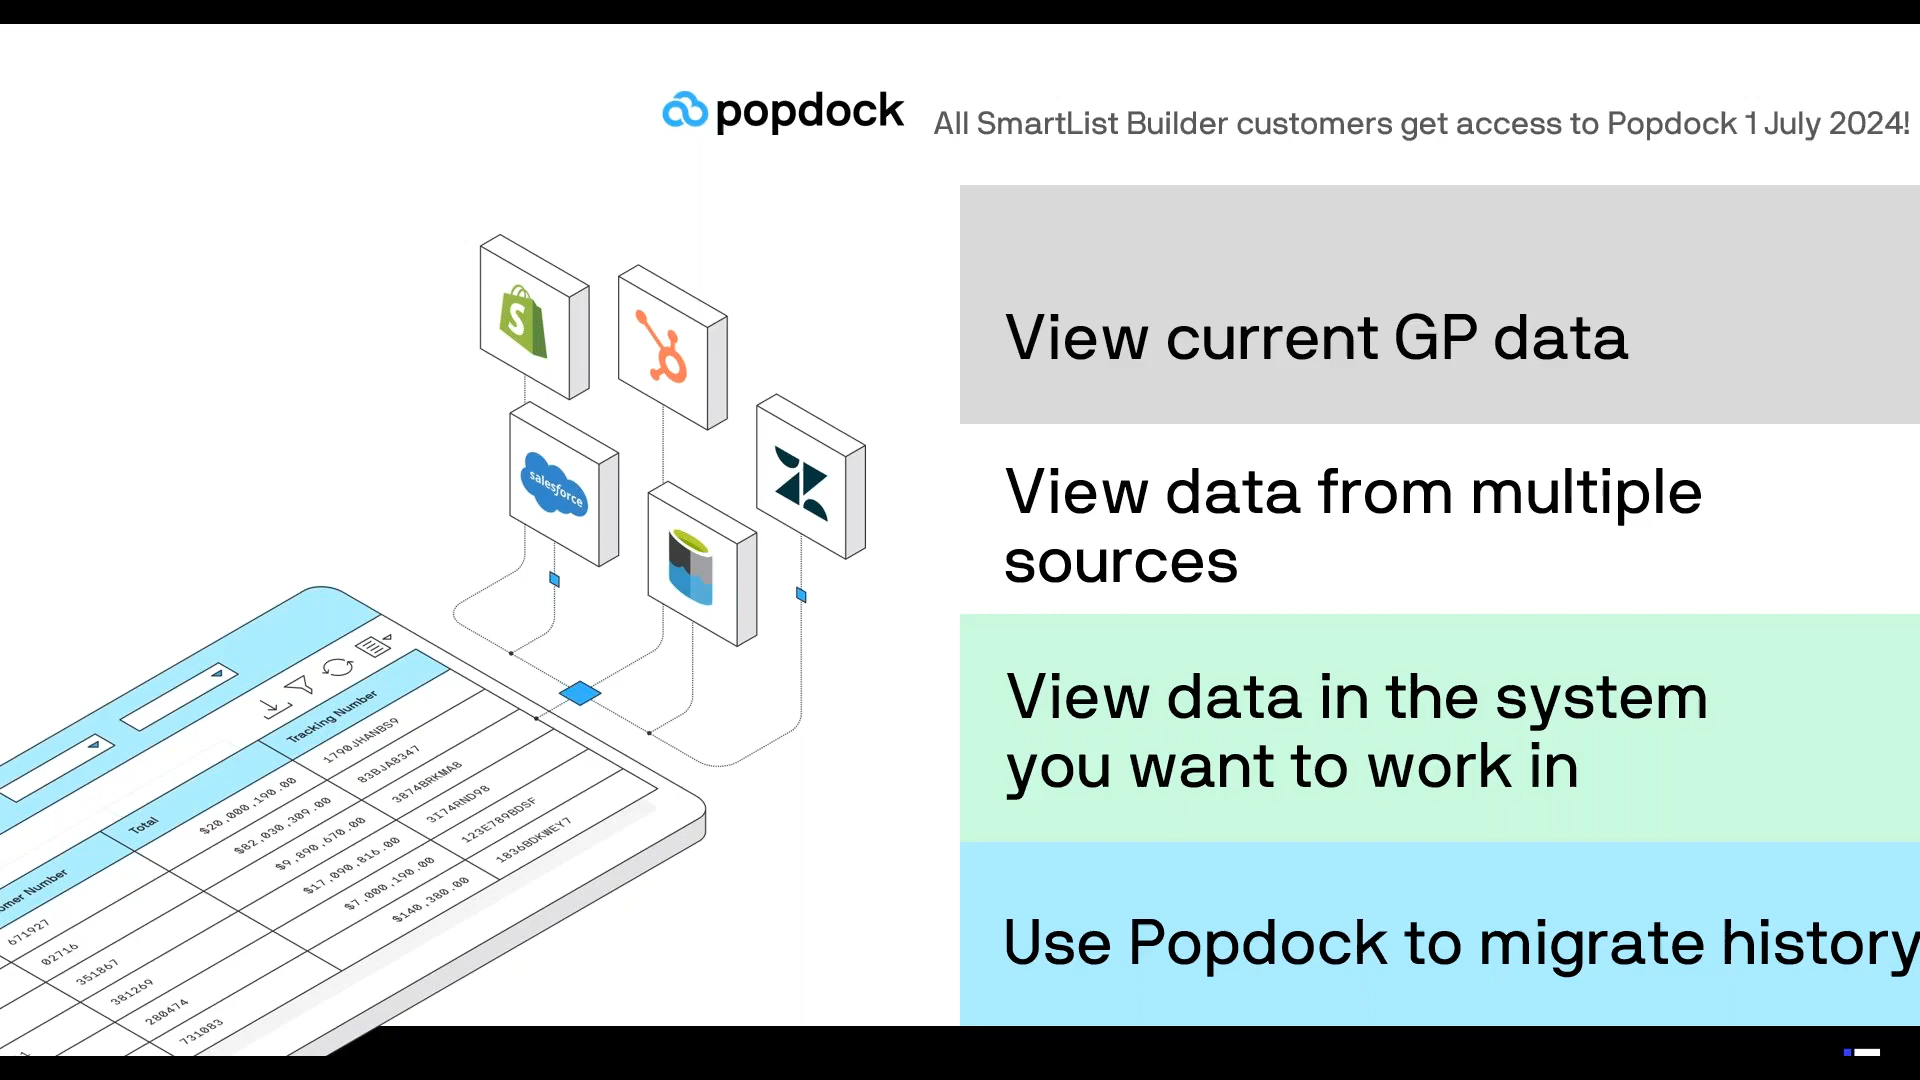 popdock
All SmartList Builder customers get access to Popdock 1 July 2024!
View current GP data
View data from multiple
sources
View data in the system
you want to work in
Use Popdock to migrate history
S
salesforce
Tracking Number
Total
omer Number
$20,000,190.00 1790JHANBS9
$82,030,309.00 83BJA8347
671927 $9,890,670.00 3874BRKMA8
02716 $17,090,816.00 3I74RND98
351867 $7,000,190.00 123E789BDSF
381269 $140,380.00 1836BDKWEY7
280474
731083